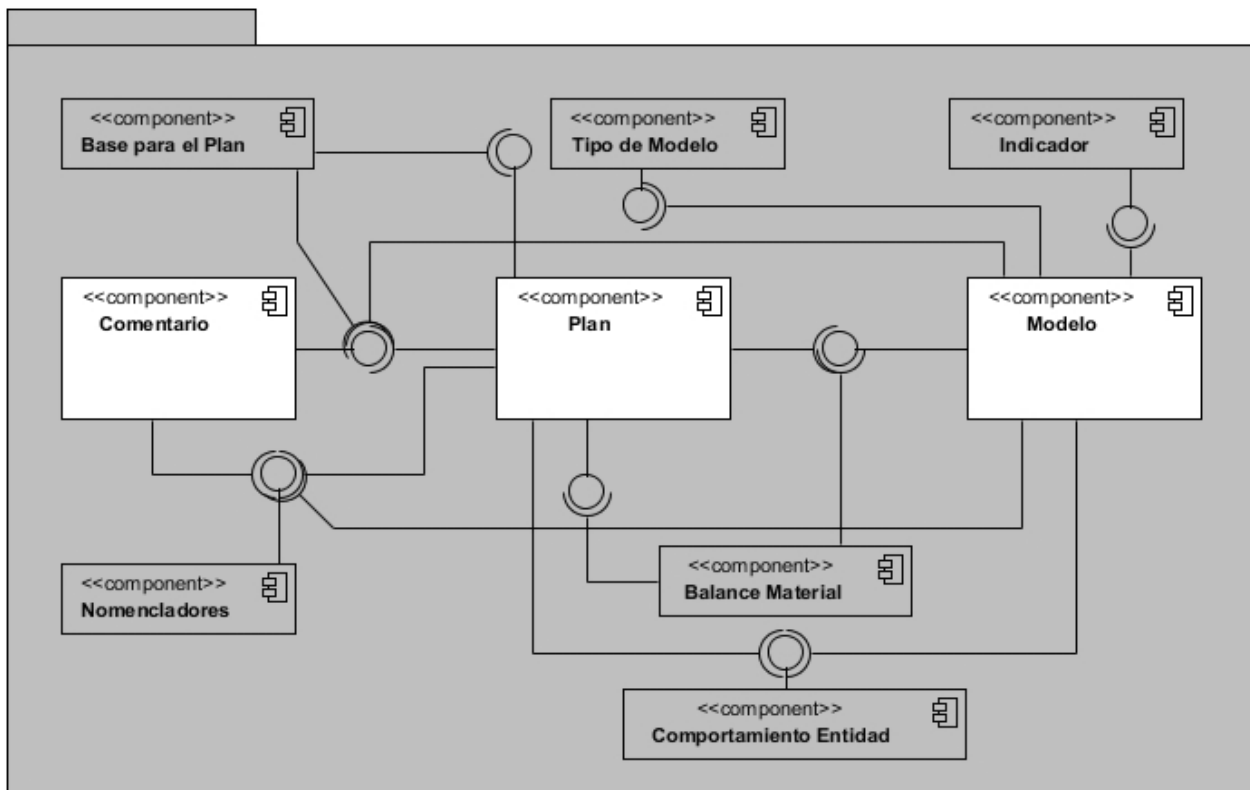 <<component>>
Base para el Plan
<<component>>
Tipo de Modelo
<<component>>
Indicador
<<component>>
Comentario
<<component>>
Plan
<<component>>
Modelo
<<component>>
Nomencladores
<<component>>
Balance Material
<<component>>
Comportamiento Entidad